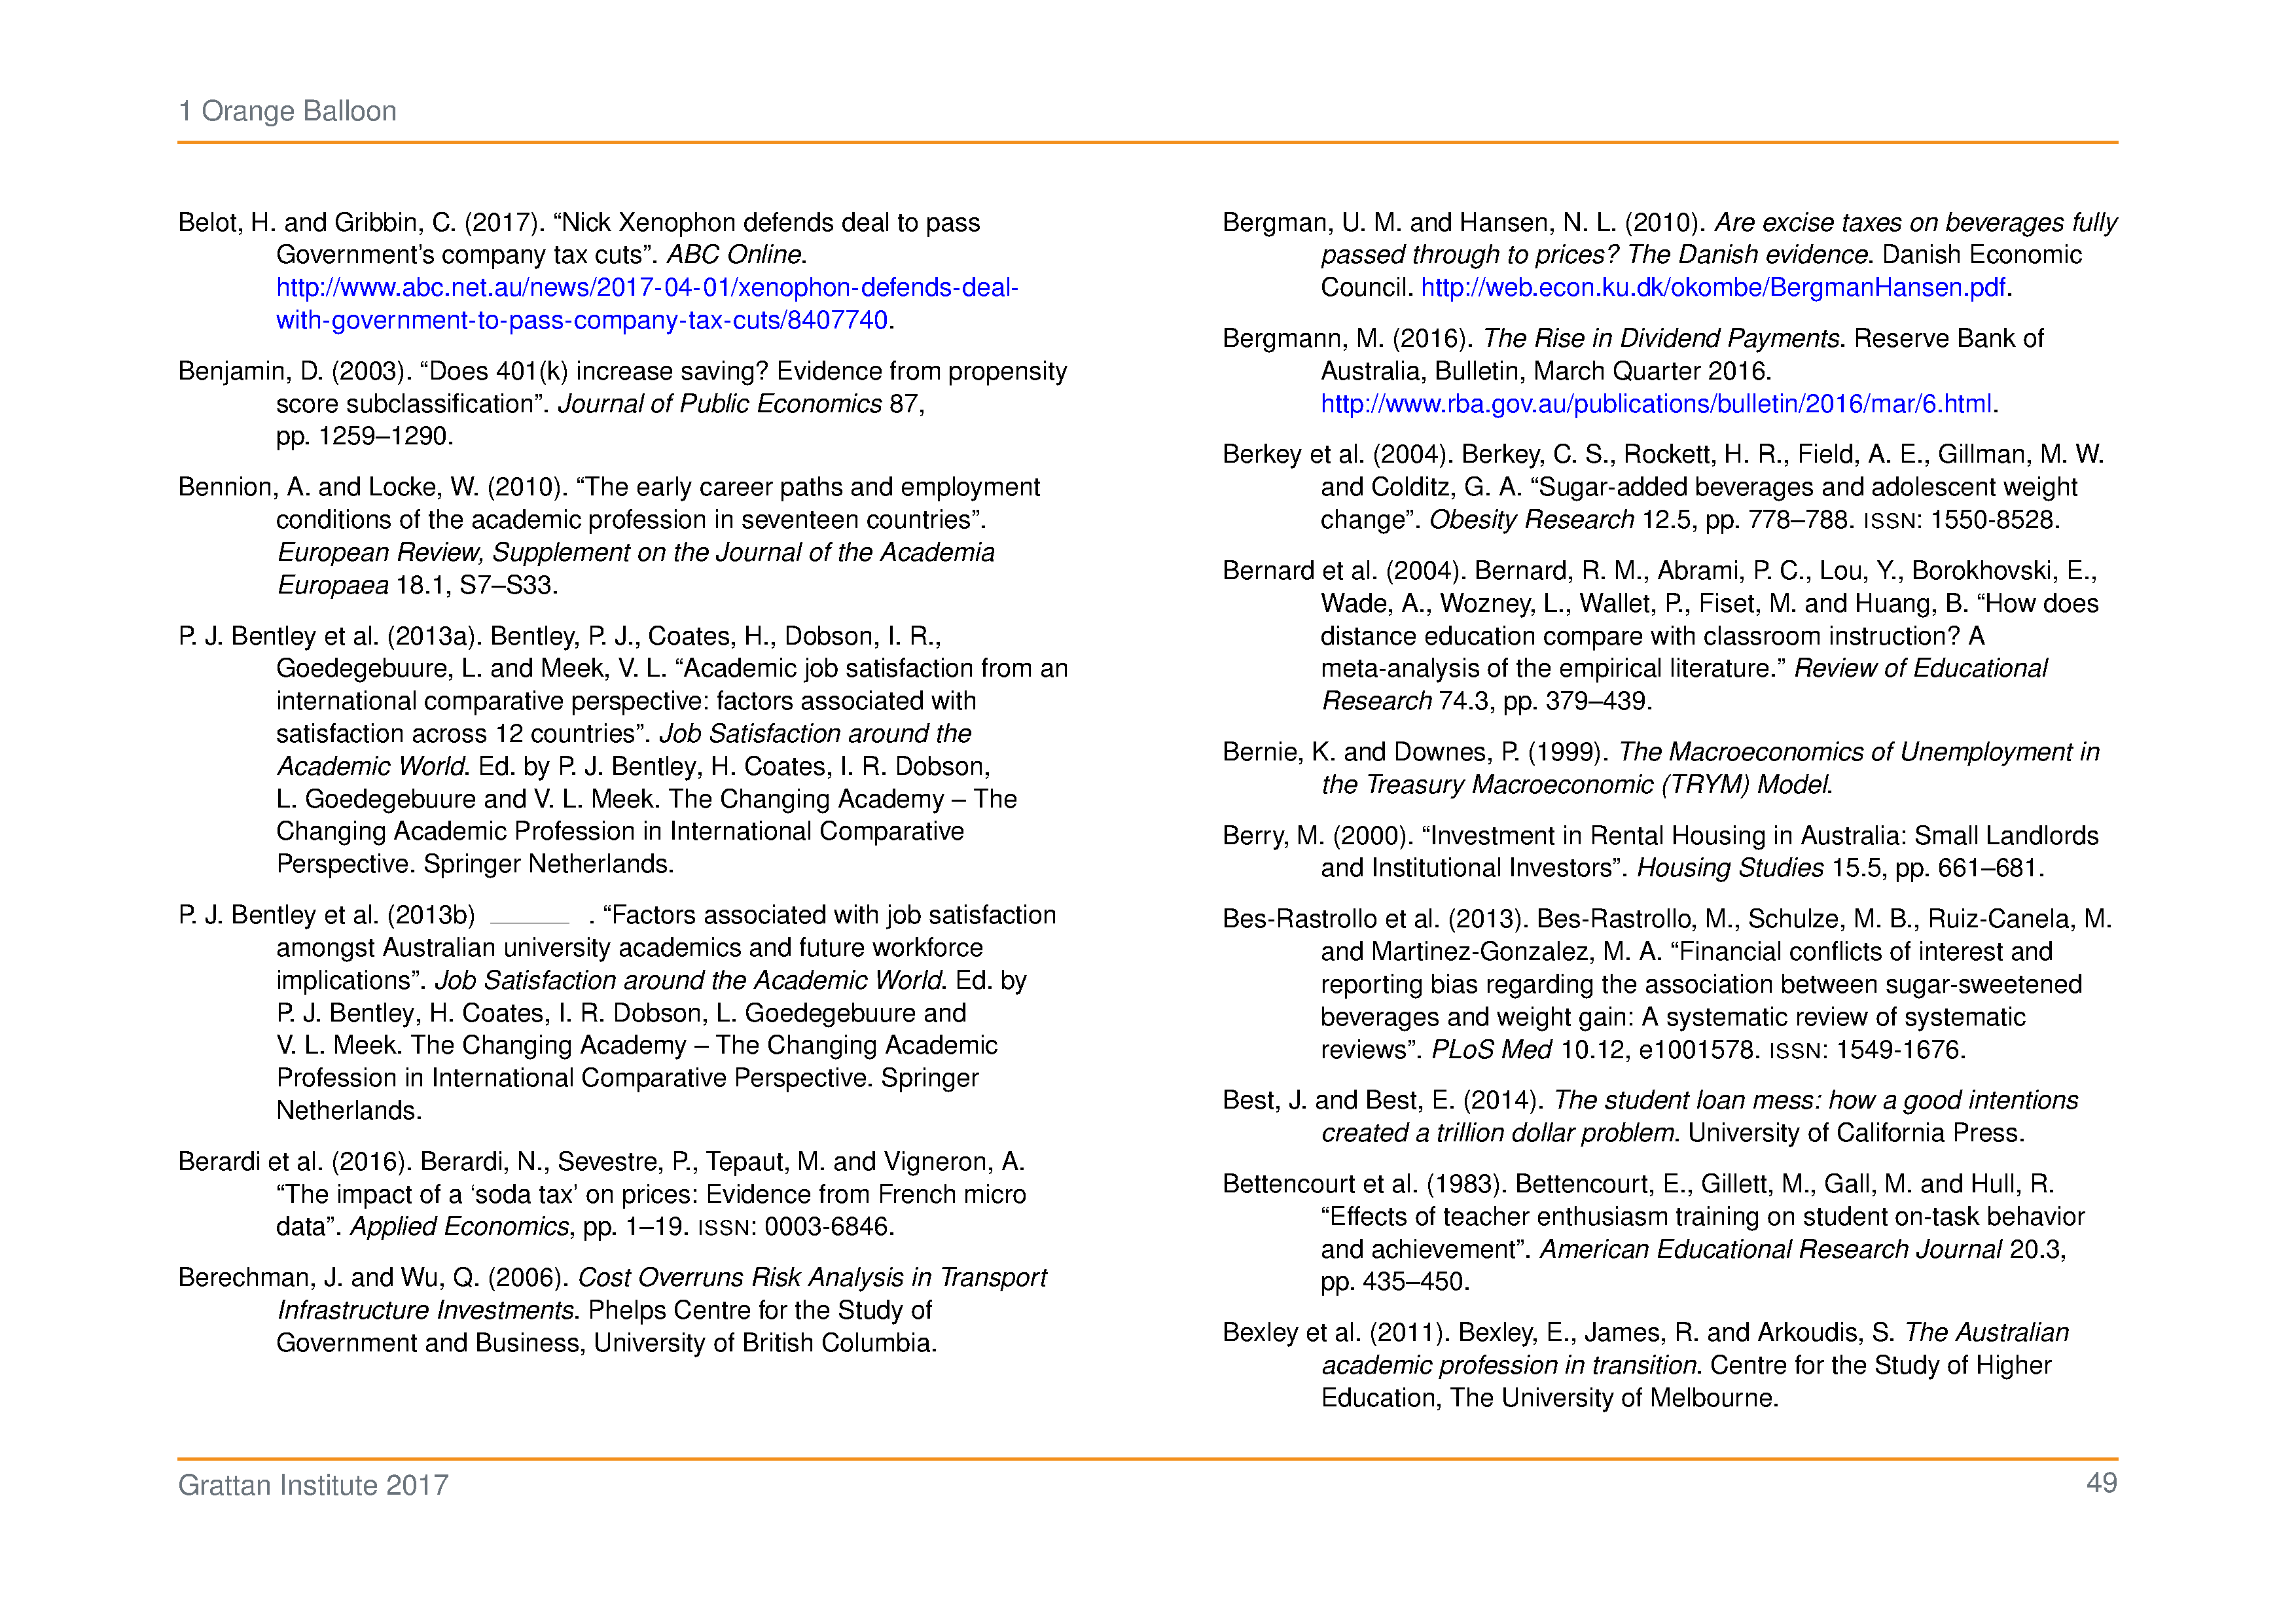 1 Orange Balloon
Belot, H. and Gribbin, C. (2017). “Nick Xenophon defends deal to pass
Government’s company tax cuts”. ABC Online.
http://www.abc.net.au/news/2017-04-01/xenophon-defends-deal-
with-government-to-pass-company-tax-cuts/8407740.
Benjamin, D. (2003). “Does 401(k) increase saving? Evidence from propensity
score subclassification”. Journal of Public Economics 87,
pp. 1259–1290.
Bennion, A. and Locke, W. (2010). “The early career paths and employment
conditions of the academic profession in seventeen countries”.
European Review, Supplement on the Journal of the Academia
Europaea 18.1, S7–S33.
P. J. Bentley et al. (2013a). Bentley, P. J., Coates, H., Dobson, I. R.,
Goedegebuure, L. and Meek, V. L. “Academic job satisfaction from an
international comparative perspective: factors associated with
satisfaction across 12 countries”. Job Satisfaction around the
Academic World. Ed. by P. J. Bentley, H. Coates, I. R. Dobson,
L. Goedegebuure and V. L. Meek. The Changing Academy – The
Changing Academic Profession in International Comparative
Perspective. Springer Netherlands.
P. J. Bentley et al. (2013b) ______ . “Factors associated with job satisfaction
amongst Australian university academics and future workforce
implications”. Job Satisfaction around the Academic World. Ed. by
P. J. Bentley, H. Coates, I. R. Dobson, L. Goedegebuure and
V. L. Meek. The Changing Academy – The Changing Academic
Profession in International Comparative Perspective. Springer
Netherlands.
Berardi et al. (2016). Berardi, N., Sevestre, P., Tepaut, M. and Vigneron, A.
“The impact of a ‘soda tax’ on prices: Evidence from French micro
data”. Applied Economics, pp. 1–19. ISSN: 0003-6846.
Berechman, J. and Wu, Q. (2006). Cost Overruns Risk Analysis in Transport
Infrastructure Investments. Phelps Centre for the Study of
Government and Business, University of British Columbia.
Bergman, U. M. and Hansen, N. L. (2010). Are excise taxes on beverages fully
passed through to prices? The Danish evidence. Danish Economic
Council. http://web.econ.ku.dk/okombe/BergmanHansen.pdf.
Bergmann, M. (2016). The Rise in Dividend Payments. Reserve Bank of
Australia, Bulletin, March Quarter 2016.
http://www.rba.gov.au/publications/bulletin/2016/mar/6.html.
Berkey et al. (2004). Berkey, C. S., Rockett, H. R., Field, A. E., Gillman, M. W.
and Colditz, G. A. “Sugar-added beverages and adolescent weight
change”. Obesity Research 12.5, pp. 778–788. ISSN: 1550-8528.
Bernard et al. (2004). Bernard, R. M., Abrami, P. C., Lou, Y., Borokhovski, E.,
Wade, A., Wozney, L., Wallet, P., Fiset, M. and Huang, B. “How does
distance education compare with classroom instruction? A
meta-analysis of the empirical literature.” Review of Educational
Research 74.3, pp. 379–439.
Bernie, K. and Downes, P. (1999). The Macroeconomics of Unemployment in
the Treasury Macroeconomic (TRYM) Model.
Berry, M. (2000). “Investment in Rental Housing in Australia: Small Landlords
and Institutional Investors”. Housing Studies 15.5, pp. 661–681.
Bes-Rastrollo et al. (2013). Bes-Rastrollo, M., Schulze, M. B., Ruiz-Canela, M.
and Martinez-Gonzalez, M. A. “Financial conflicts of interest and
reporting bias regarding the association between sugar-sweetened
beverages and weight gain: A systematic review of systematic
reviews”. PLoS Med 10.12, e1001578. ISSN: 1549-1676.
Best, J. and Best, E. (2014). The student loan mess: how a good intentions
created a trillion dollar problem. University of California Press.
Bettencourt et al. (1983). Bettencourt, E., Gillett, M., Gall, M. and Hull, R.
“Effects of teacher enthusiasm training on student on-task behavior
and achievement”. American Educational Research Journal 20.3,
pp. 435–450.
Bexley et al. (2011). Bexley, E., James, R. and Arkoudis, S. The Australian
academic profession in transition. Centre for the Study of Higher
Education, The University of Melbourne.
Grattan Institute 2017
49